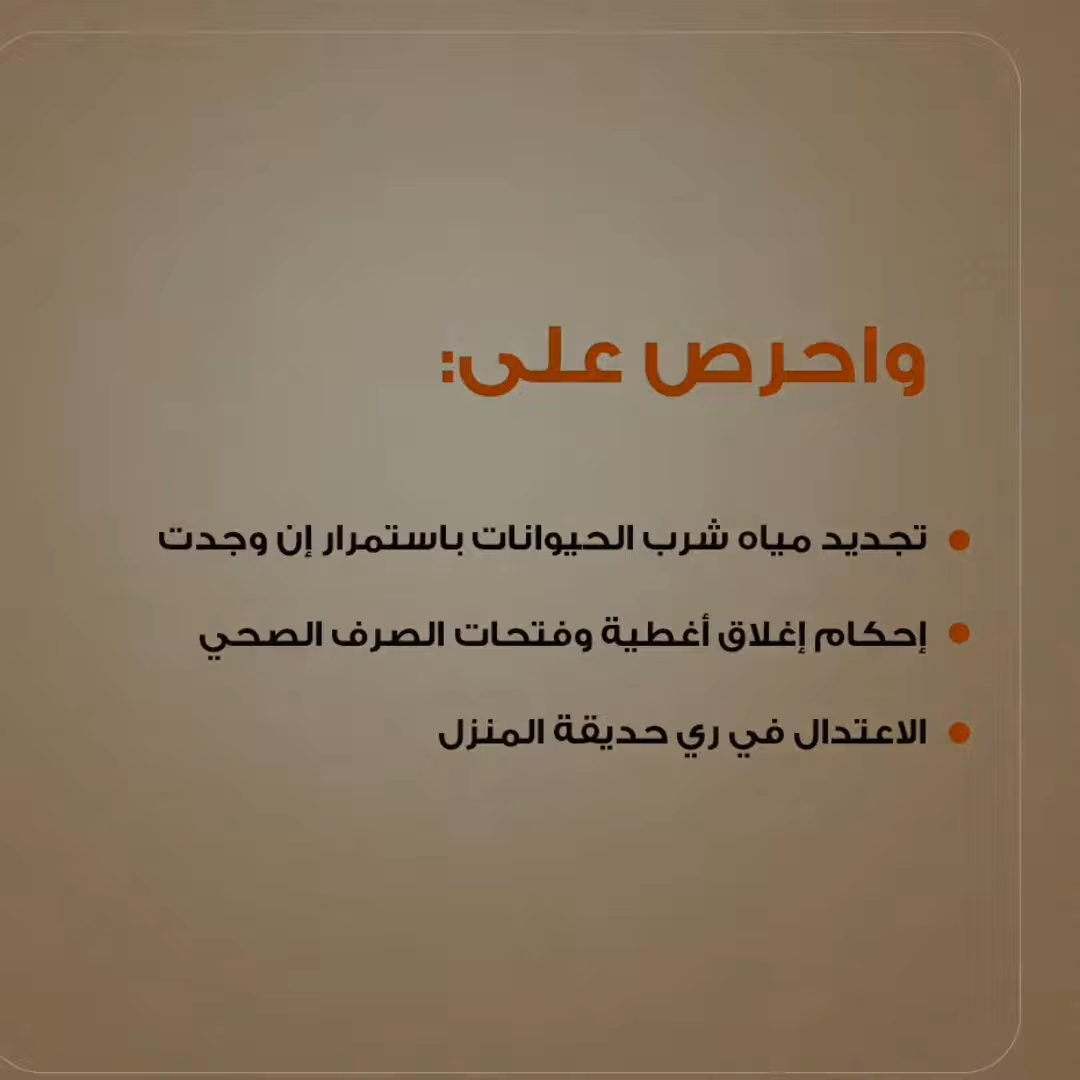 واحرص على:
تجديد مياه شرب الحيوانات باستمرار إن وجدت
إحكام إغلاق أغطية وفتحات الصرف الصحي
الاعتدال في ري حديقة المنزل